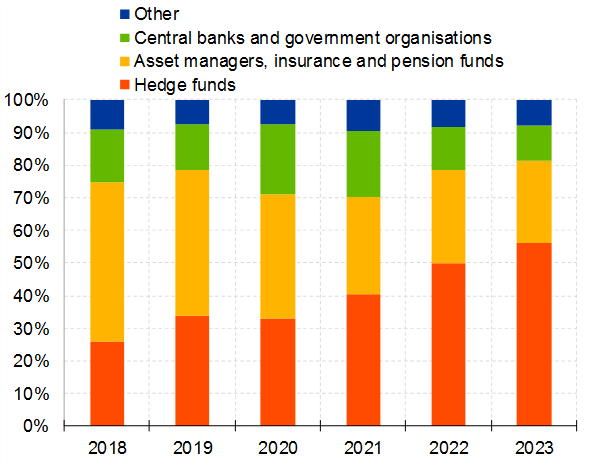 Other
Central banks and government organisations
Asset managers, insurance and pension funds
Hedge funds
100%
90%
80%
70%
60%
50%
40%
30%
20%
10%
0%
2018 2019 2020 2021 2022 2023